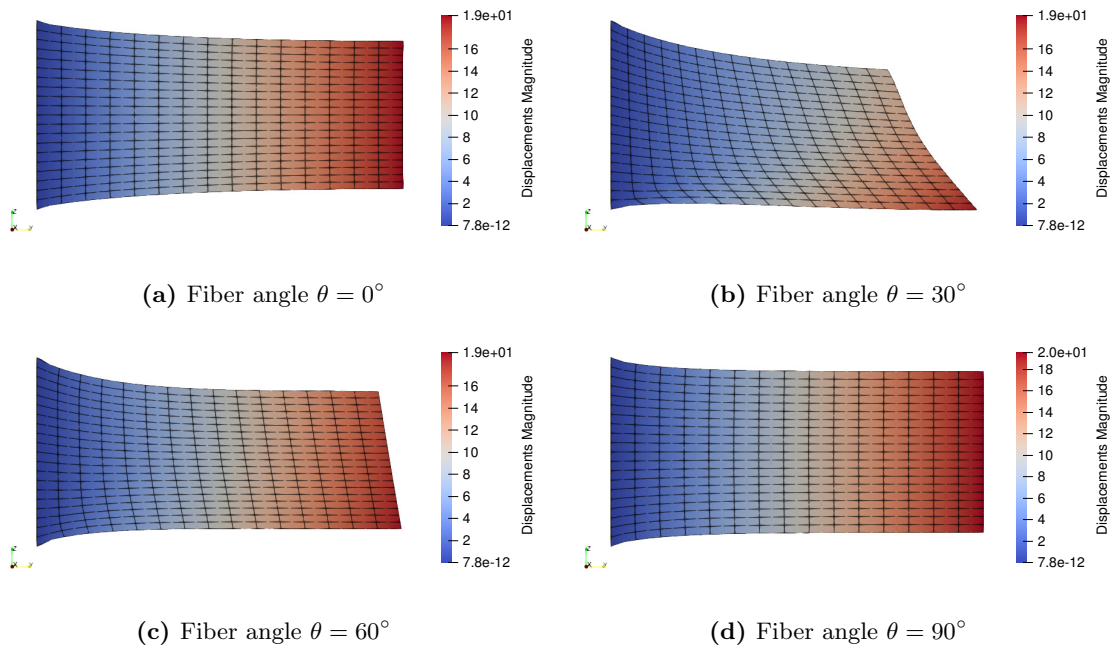 1.9e+01
16
14
12
10
8
6
4
2
7.8e-12
Displacements Magnitude
z
x
y
(a) Fiber angle θ = 0°
1.9e+01
16
14
12
10
8
6
4
2
7.8e-12
Displacements Magnitude
z
x
y
(b) Fiber angle θ = 30°
1.9e+01
16
14
12
10
8
6
4
2
7.8e-12
Displacements Magnitude
z
x
y
(c) Fiber angle θ = 60°
2.0e+01
18
16
14
12
10
8
6
4
2
7.8e-12
Displacements Magnitude
z
x
y
(d) Fiber angle θ = 90°